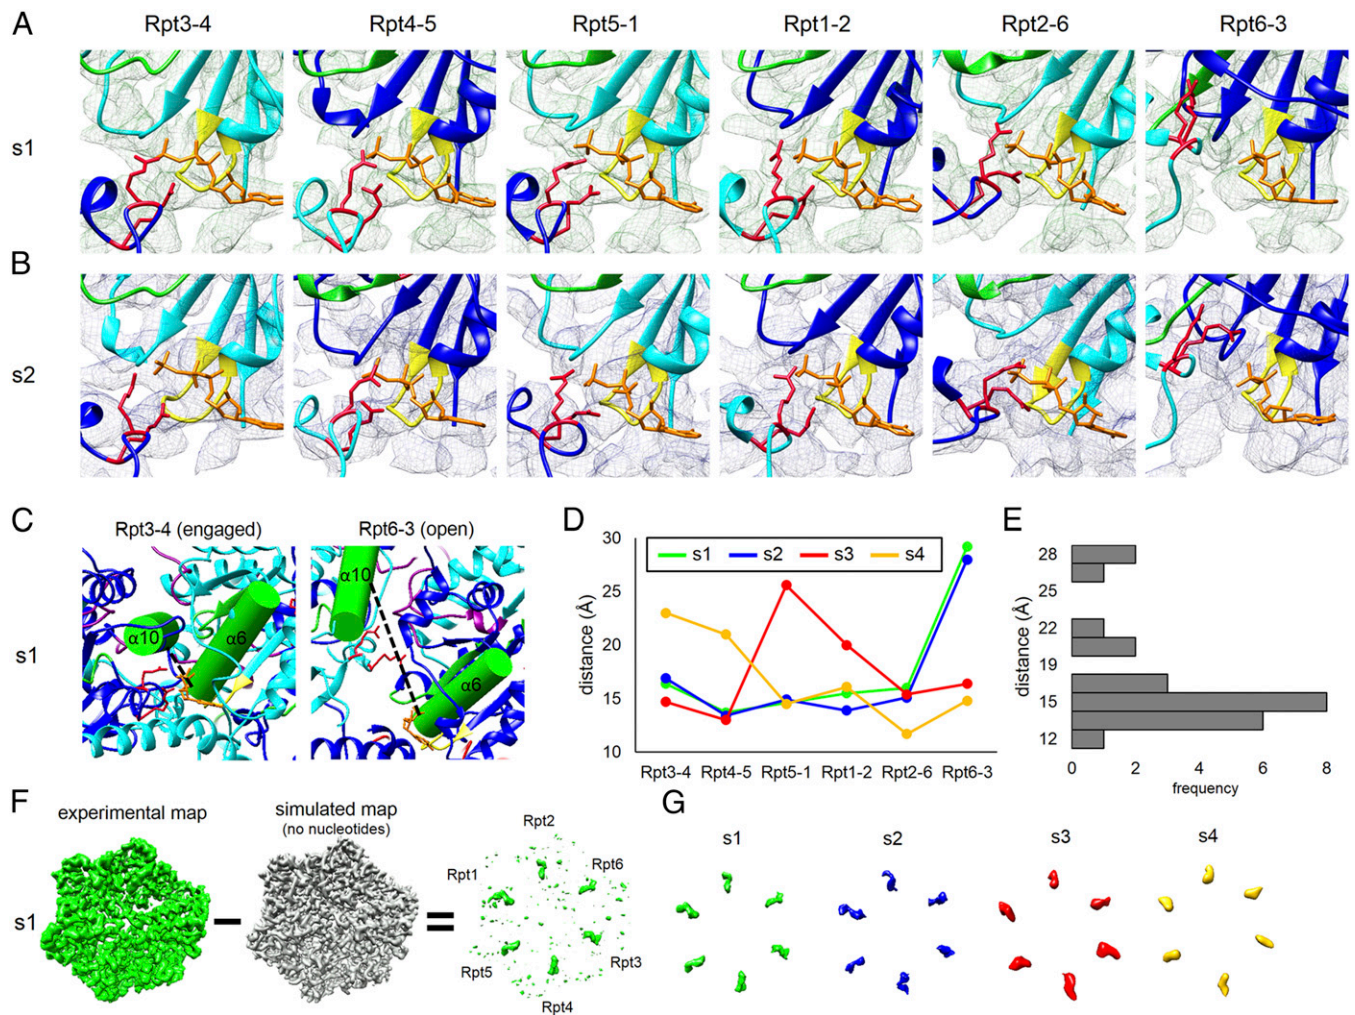 A
Rpt3-4 Rpt4-5 Rpt5-1 Rpt1-2 Rpt2-6 Rpt6-3
s1
B
s2
C
Rpt3-4 (engaged) Rpt6-3 (open)
s1
α10
α6
α10
α6
D
distance (Å)
30
25
20
15
10
s1 s2 s3 s4
Rpt3-4 Rpt4-5 Rpt5-1 Rpt1-2 Rpt2-6 Rpt6-3
E
distance (Å)
28
25
22
19
15
12
0 2 4 6 8
frequency
F
experimental map
simulated map
(no nucleotides)
s1
Rpt2
Rpt1
Rpt6
Rpt5
Rpt3
Rpt4
G
s1 s2 s3 s4